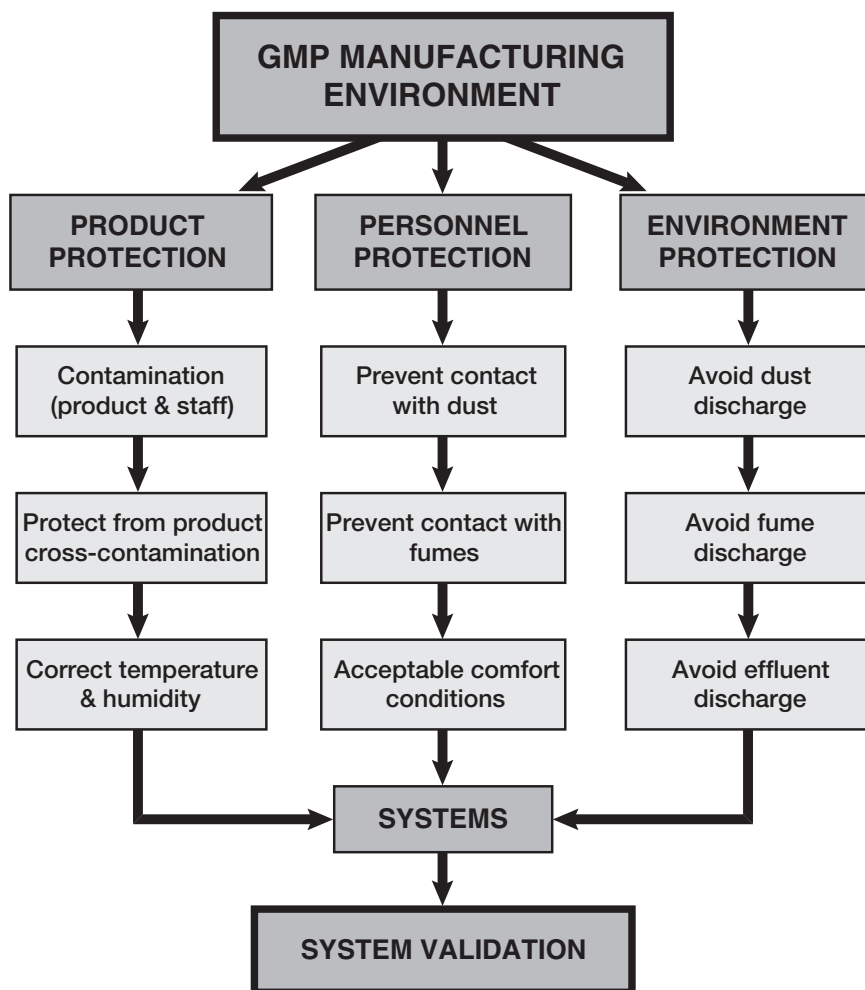 GMP MANUFACTURING
ENVIRONMENT
PRODUCT
PROTECTION
PERSONNEL
PROTECTION
ENVIRONMENT
PROTECTION
Contamination
(product & staff)
Prevent contact
with dust
Avoid dust
discharge
Protect from product
cross-contamination
Prevent contact with
fumes
Avoid fume
discharge
Correct temperature
& humidity
Acceptable comfort
conditions
Avoid effluent
discharge
SYSTEMS
SYSTEM VALIDATION